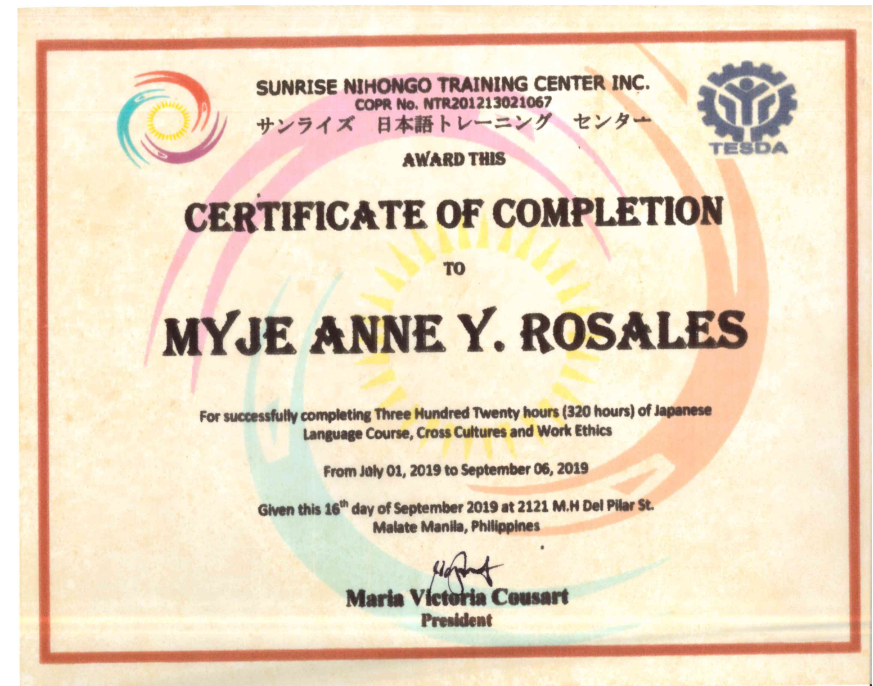 SUNRISE NIHONGO TRAINING CENTER INC.
COPR No. NTR201213021067
サンライズ 日本語トレーニング センター
TESDA
AWARD THIS
CERTIFICATE OF COMPLETION
TO
MYJE ANNE Y. ROSALES
For successfully completing Three Hundred Twenty hours (320 hours) of Japanese
Language Course, Cross Cultures and Work Ethics
From July 01, 2019 to September 06, 2019
Given this 16th day of September 2019 at 2121 M.H Del Pilar St.
Malate Manila, Philippines
Maria Victoria Cousart
President